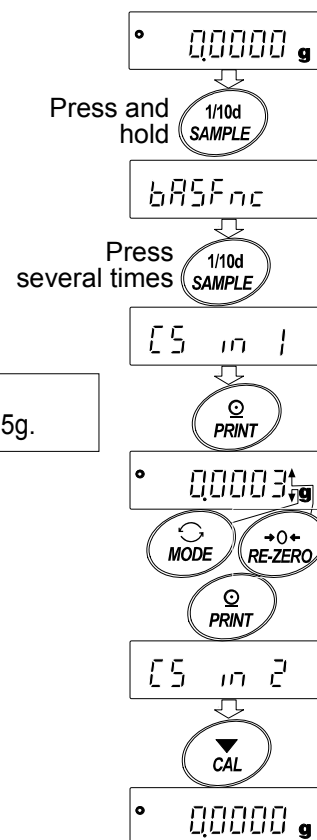 0.0000 g
Press and
hold
1/10d
SAMPLE
bASFnc
Press
several times
1/10d
SAMPLE
CS in 1
5g.
PRINT
0.0003 g
MODE
→0←
RE-ZERO
PRINT
CS in 2
CAL
0.0000 g